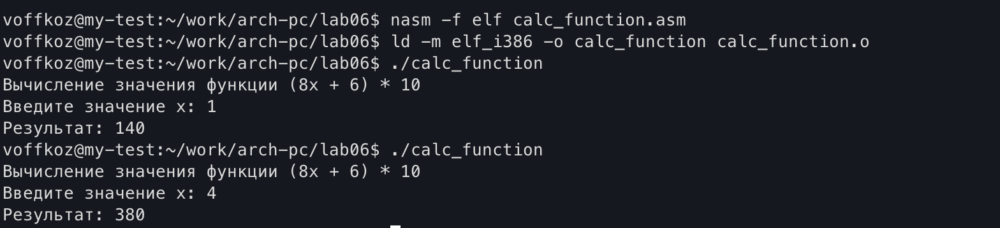 voffkoz@my-test:~/work/arch-pc/lab06$ nasm -f elf calc_function.asm
voffkoz@my-test:~/work/arch-pc/lab06$ ld -m elf_i386 -o calc_function calc_function.o
voffkoz@my-test:~/work/arch-pc/lab06$ ./calc_function
Вычисление значения функции (8x + 6) * 10
Введите значение x: 1
Результат: 140
voffkoz@my-test:~/work/arch-pc/lab06$ ./calc_function
Вычисление значения функции (8x + 6) * 10
Введите значение x: 4
Результат: 380